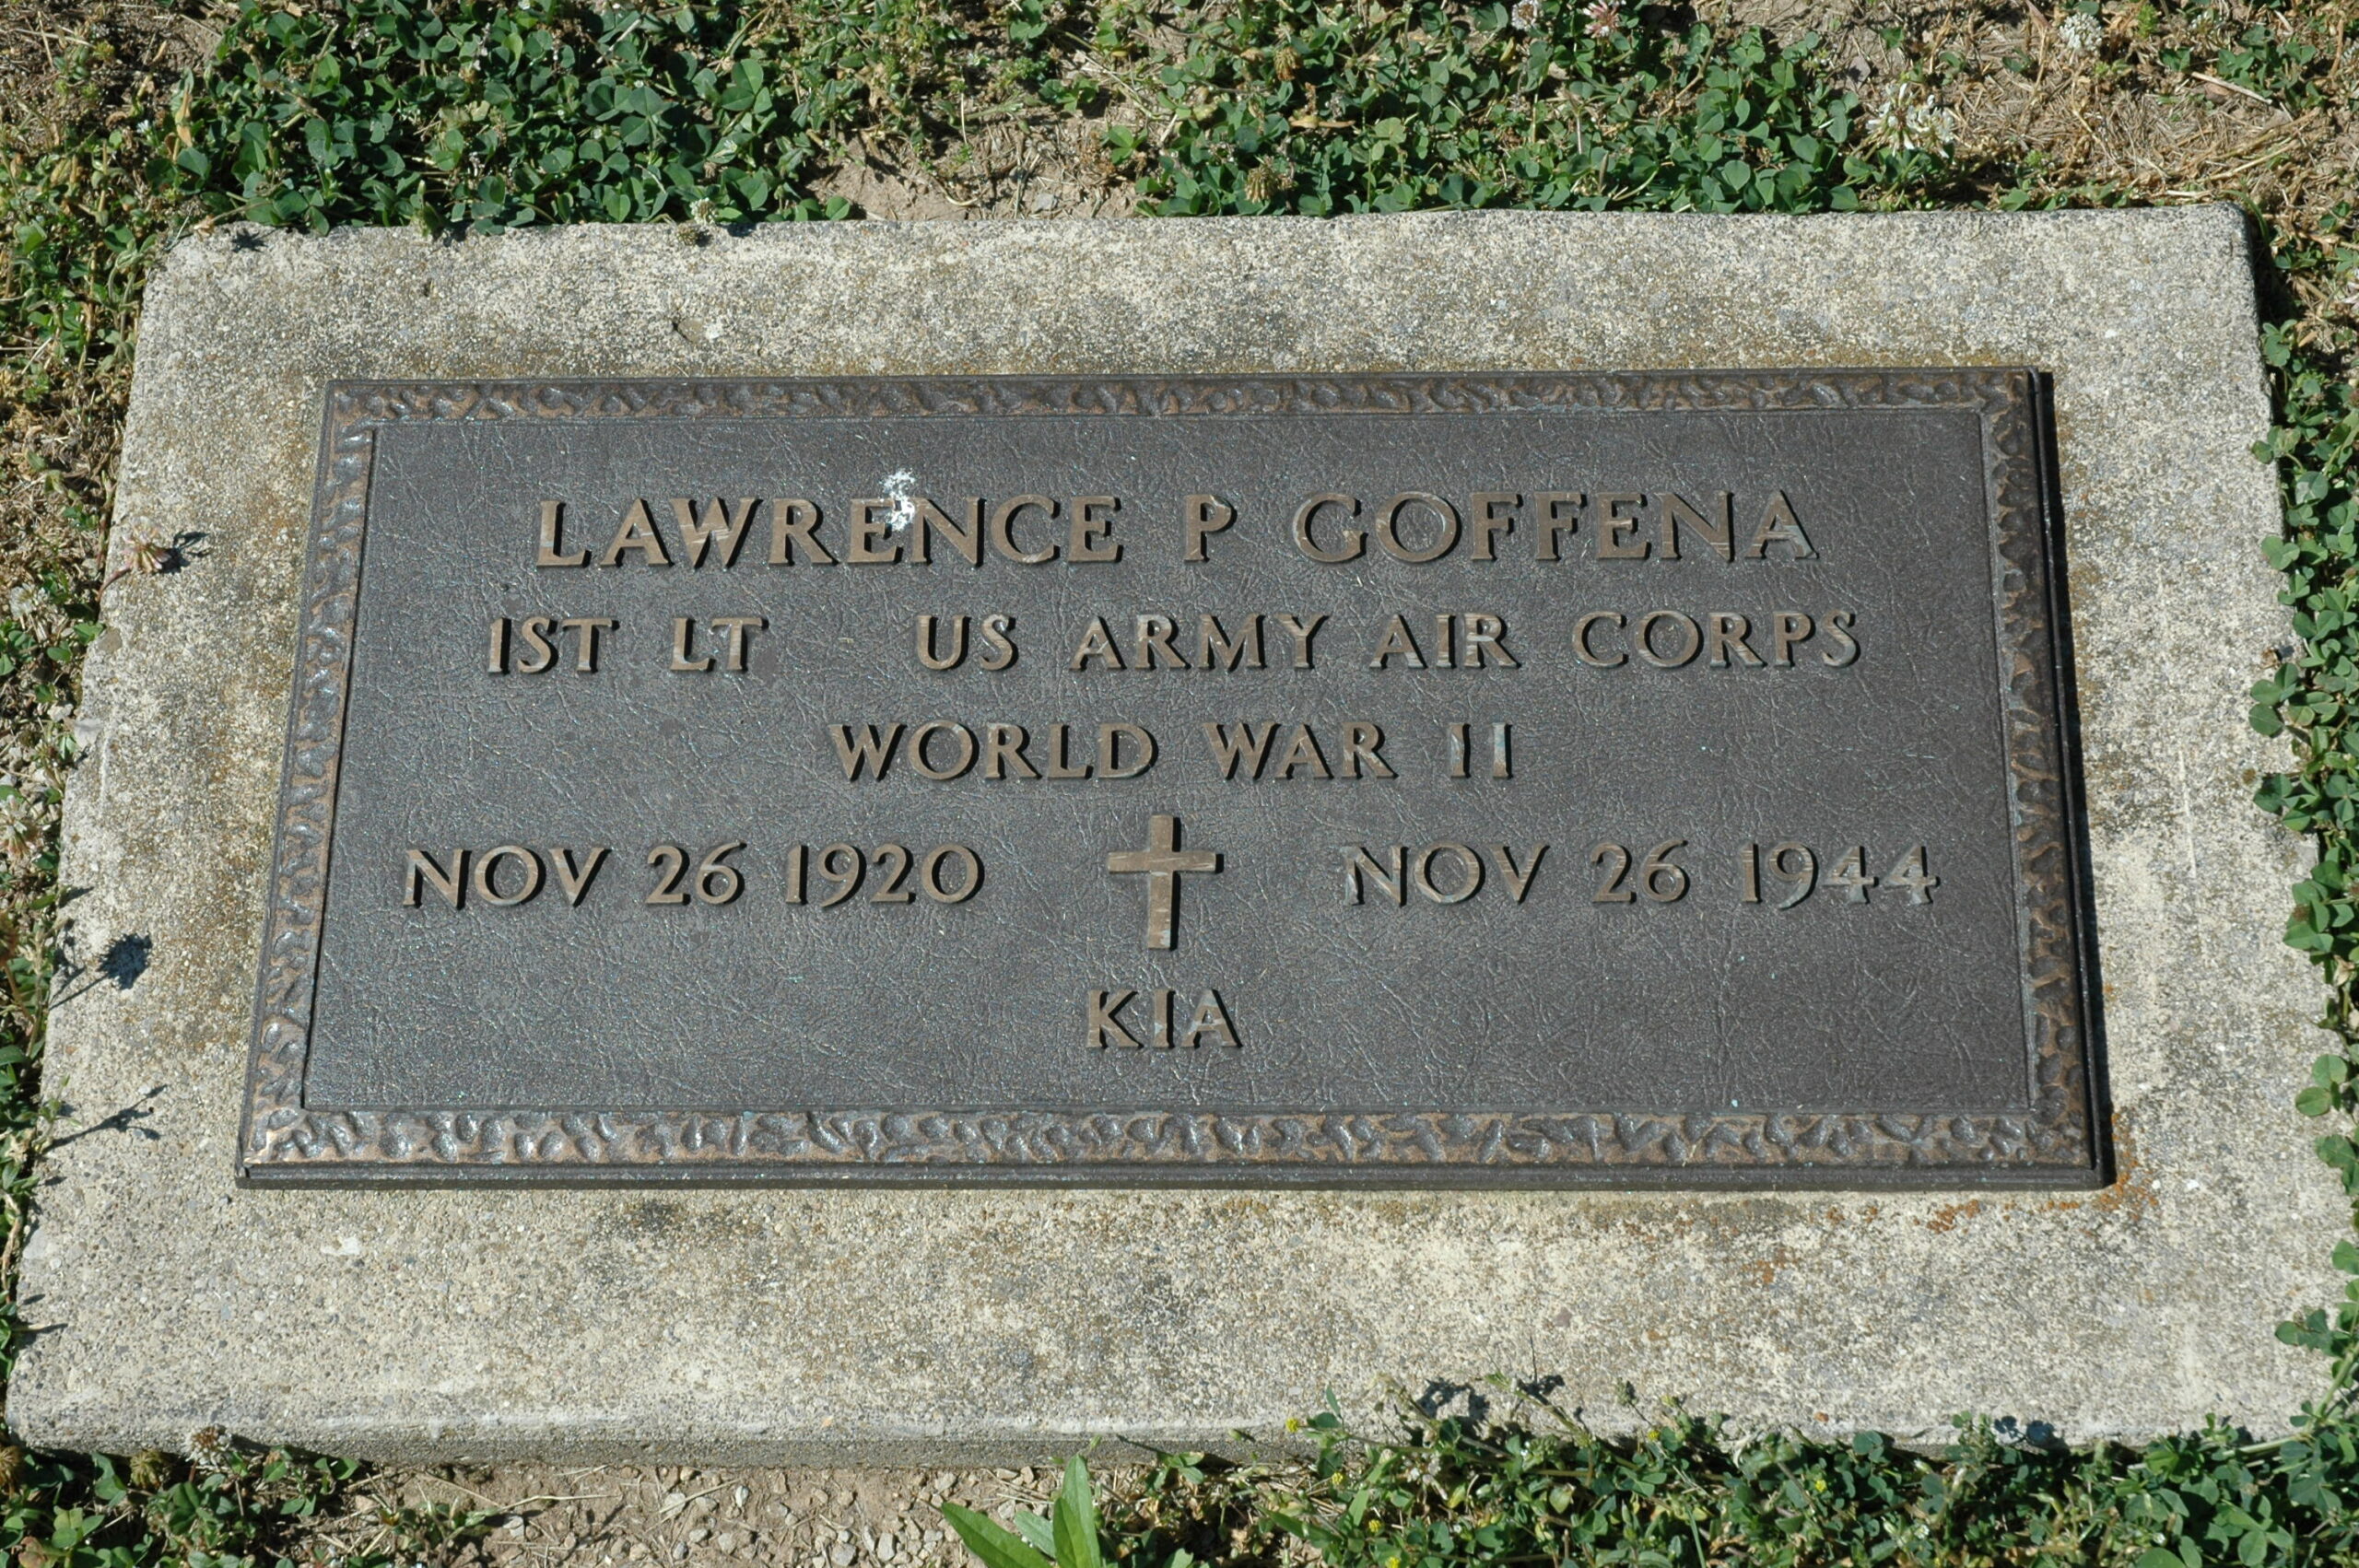 LAWRENCE P GOFFENA
1ST LT US ARMY AIR CORPS
WORLD WAR II
NOV 26 1920 NOV 26 1944
KIA